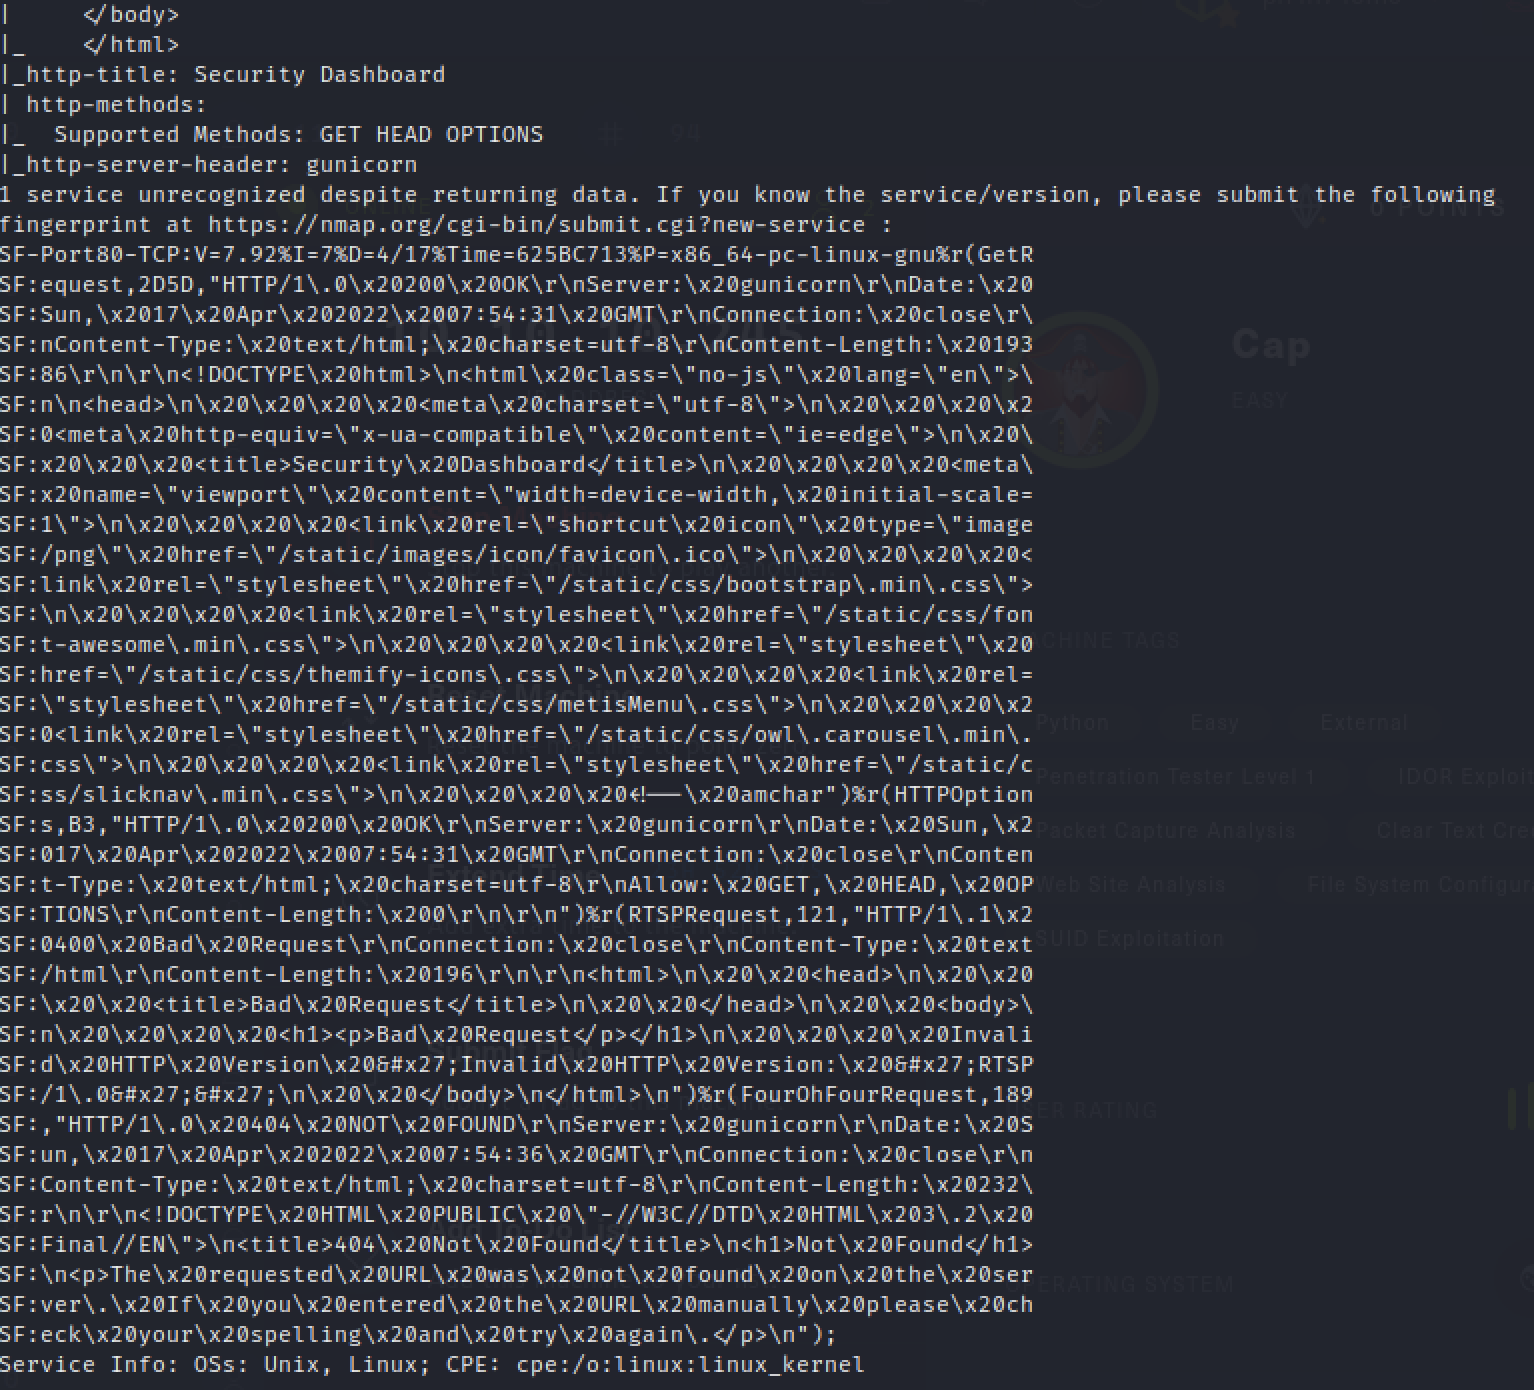 |     </body>
|_    </html>
|_http-title: Security Dashboard
| http-methods:
|_  Supported Methods: GET HEAD OPTIONS
|_http-server-header: gunicorn
1 service unrecognized despite returning data. If you know the service/version, please submit the following
fingerprint at https://nmap.org/cgi-bin/submit.cgi?new-service :
SF-Port80-TCP:V=7.92%I=7%D=4/17%Time=625BC713%P=x86_64-pc-linux-gnu%r(GetR
SF:equest,2D5D,"HTTP/1\.0\x20200\x20OK\r\nServer:\x20gunicorn\r\nDate:\x20
SF:Sun,\x2017\x20Apr\x202022\x2007:54:31\x20GMT\r\nConnection:\x20close\r\
SF:nContent-Type:\x20text/html;\x20charset=utf-8\r\nContent-Length:\x20193
SF:86\r\n\r\n<!DOCTYPE\x20html>\n<html\x20class=\"no-js\"\x20lang=\"en\">\
SF:n\n<head>\n\x20\x20\x20\x20<meta\x20charset=\"utf-8\">\n\x20\x20\x20\x2
SF:0<meta\x20http-equiv=\"x-ua-compatible\"\x20content=\"ie=edge\">\n\x20\
SF:x20\x20\x20<title>Security\x20Dashboard</title>\n\x20\x20\x20\x20<meta\
SF:x20name=\"viewport\"\x20content=\"width=device-width,\x20initial-scale=
SF:1\">\n\x20\x20\x20\x20<link\x20rel=\"shortcut\x20icon\"\x20type=\"image
SF:/png\"\x20href=\"/static/images/icon/favicon\.ico\">\n\x20\x20\x20\x20<
SF:link\x20rel=\"stylesheet\"\x20href=\"/static/css/bootstrap\.min\.css\">
SF:\n\x20\x20\x20\x20<link\x20rel=\"stylesheet\"\x20href=\"/static/css/fon
SF:t-awesome\.min\.css\">\n\x20\x20\x20\x20<link\x20rel=\"stylesheet\"\x20
SF:href=\"/static/css/themify-icons\.css\">\n\x20\x20\x20\x20<link\x20rel=
SF:\"stylesheet\"\x20href=\"/static/css/metisMenu\.css\">\n\x20\x20\x20\x2
SF:0<link\x20rel=\"stylesheet\"\x20href=\"/static/css/owl\.carousel\.min\.
SF:css\">\n\x20\x20\x20\x20<link\x20rel=\"stylesheet\"\x20href=\"/static/c
SF:ss/slicknav\.min\.css\">\n\x20\x20\x20\x20<!--\x20amchar")%r(HTTPOption
SF:s,B3,"HTTP/1\.0\x20200\x20OK\r\nServer:\x20gunicorn\r\nDate:\x20Sun,\x2
SF:017\x20Apr\x202022\x2007:54:31\x20GMT\r\nConnection:\x20close\r\nConten
SF:t-Type:\x20text/html;\x20charset=utf-8\r\nAllow:\x20GET,\x20HEAD,\x20OP
SF:TIONS\r\nContent-Length:\x200\r\n\r\n")%r(RTSPRequest,121,"HTTP/1\.1\x2
SF:0400\x20Bad\x20Request\r\nConnection:\x20close\r\nContent-Type:\x20text
SF:/html\r\nContent-Length:\x20196\r\n\r\n<html>\n\x20\x20<head>\n\x20\x20
SF:\x20\x20<title>Bad\x20Request</title>\n\x20\x20</head>\n\x20\x20<body>\
SF:n\x20\x20\x20\x20<h1><p>Bad\x20Request</p></h1>\n\x20\x20\x20\x20Invali
SF:d\x20HTTP\x20Version\x20&#x27;Invalid\x20HTTP\x20Version:\x20&#x27;RTSP
SF:/1\.0&#x27;&#x27;\n\x20\x20</body>\n</html>\n")%r(FourOhFourRequest,189
SF:,"HTTP/1\.0\x20404\x20NOT\x20FOUND\r\nServer:\x20gunicorn\r\nDate:\x20S
SF:un,\x2017\x20Apr\x202022\x2007:54:36\x20GMT\r\nConnection:\x20close\r\n
SF:Content-Type:\x20text/html;\x20charset=utf-8\r\nContent-Length:\x20232\
SF:r\n\r\n<!DOCTYPE\x20HTML\x20PUBLIC\x20\"-//W3C//DTD\x20HTML\x203\.2\x20
SF:Final//EN\">\n<title>404\x20Not\x20Found</title>\n<h1>Not\x20Found</h1>
SF:\n<p>The\x20requested\x20URL\x20was\x20not\x20found\x20on\x20the\x20ser
SF:ver\.\x20If\x20you\x20entered\x20the\x20URL\x20manually\x20please\x20ch
SF:eck\x20your\x20spelling\x20and\x20try\x20again\.</p>\n");
Service Info: OSs: Unix, Linux; CPE: cpe:/o:linux:linux_kernel
Cap
EASY
Python
Easy
External
Penetration Tester Level 1
Packet Capture Analysis
Web Site Analysis
SUID Exploitation